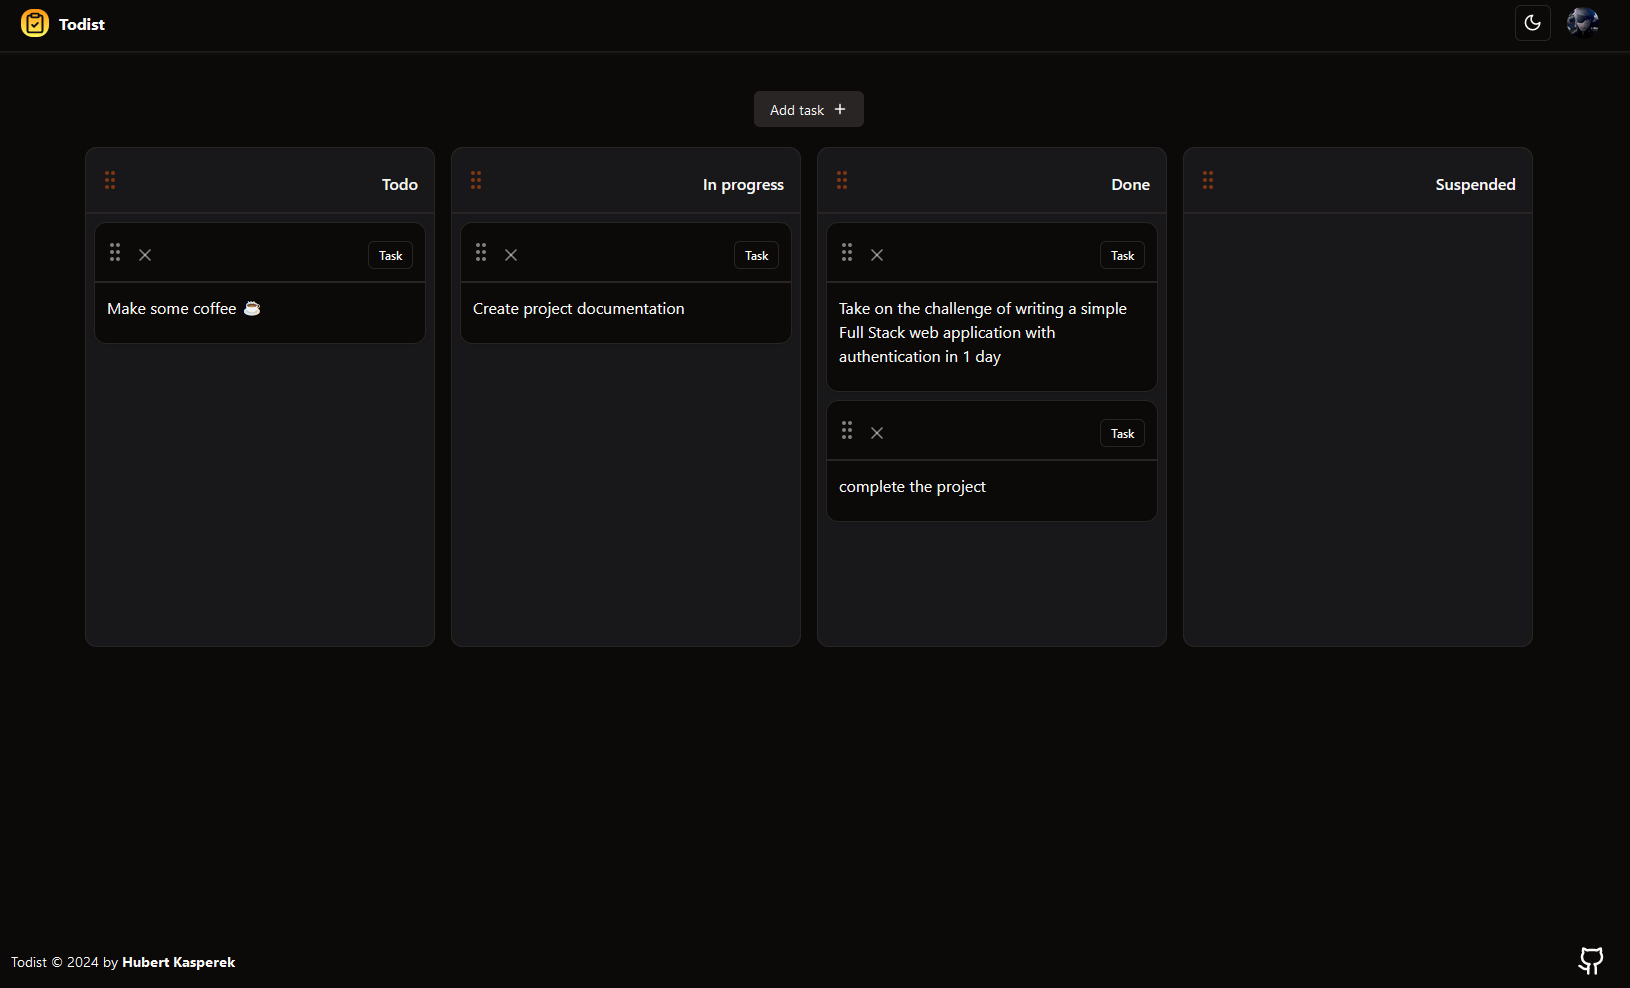 Todist
Add task
Todo
In progress
Done
Suspended
Task
Make some coffee ☕
Task
Create project documentation
Task
Take on the challenge of writing a simple
Full Stack web application with
authentication in 1 day
Task
complete the project
Todist © 2024 by Hubert Kasperek